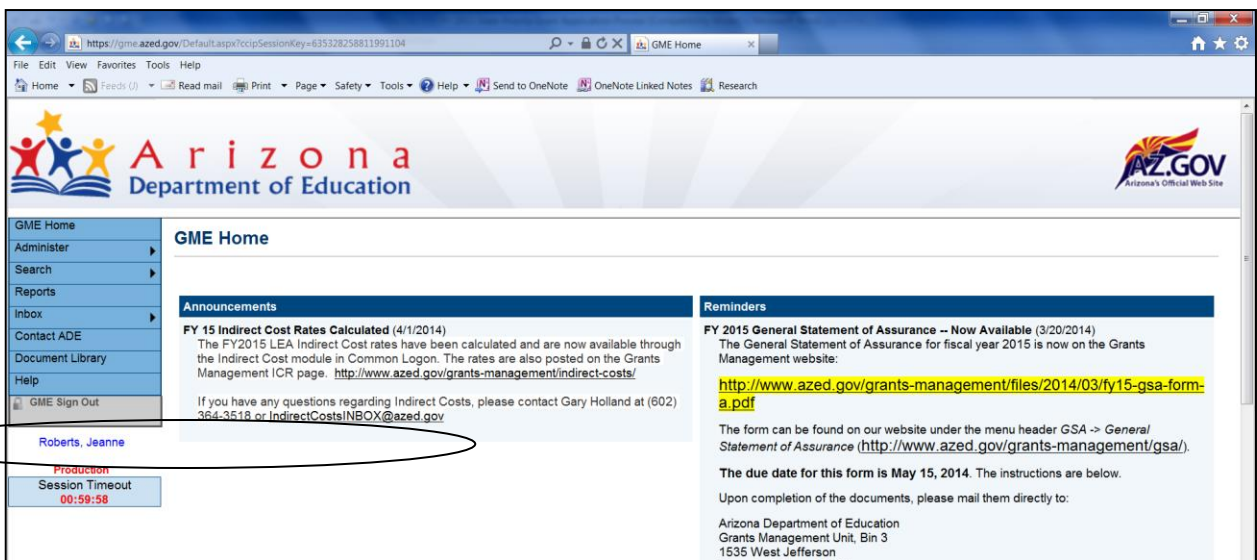 https://gme.azed.gov/Default.aspx?ccipSessionKey=635328258811991104
GME Home
File Edit View Favorites Tools Help
Home Feeds (J) Read mail Print Page Safety Tools Help Send to OneNote OneNote Linked Notes Research
Arizona
Department of Education
AZ.GOV
Arizona's Official Web Site
GME Home
Administer
Search
Reports
Inbox
Contact ADE
Document Library
Help
GME Sign Out
Roberts, Jeanne
Production
Session Timeout
00:59:58
GME Home
Announcements
FY 15 Indirect Cost Rates Calculated (4/1/2014)
The FY2015 LEA Indirect Cost rates have been calculated and are now available through
the Indirect Cost module in Common Logon. The rates are also posted on the Grants
Management ICR page. http://www.azed.gov/grants-management/indirect-costs/
If you have any questions regarding Indirect Costs, please contact Gary Holland at (602)
364-3518 or IndirectCostsINBOX@azed.gov
Reminders
FY 2015 General Statement of Assurance -- Now Available (3/20/2014)
The General Statement of Assurance for fiscal year 2015 is now on the Grants
Management website:
http://www.azed.gov/grants-management/files/2014/03/fy15-gsa-form-
a.pdf
The form can be found on our website under the menu header GSA -> General
Statement of Assurance (http://www.azed.gov/grants-management/gsa/).
The due date for this form is May 15, 2014. The instructions are below.
Upon completion of the documents, please mail them directly to:
Arizona Department of Education
Grants Management Unit, Bin 3
1535 West Jefferson